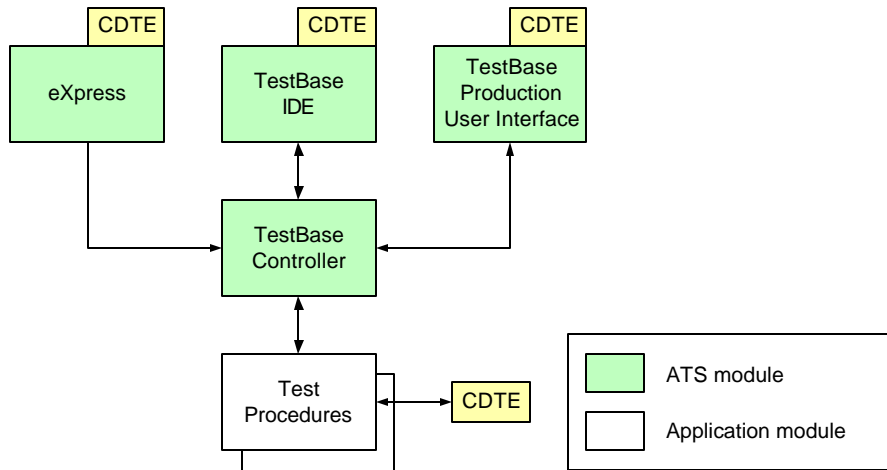 CDTE
CDTE
CDTE
eXpress
TestBase
IDE
TestBase
Production
User Interface
TestBase
Controller
Test
Procedures
CDTE
ATS module
Application module